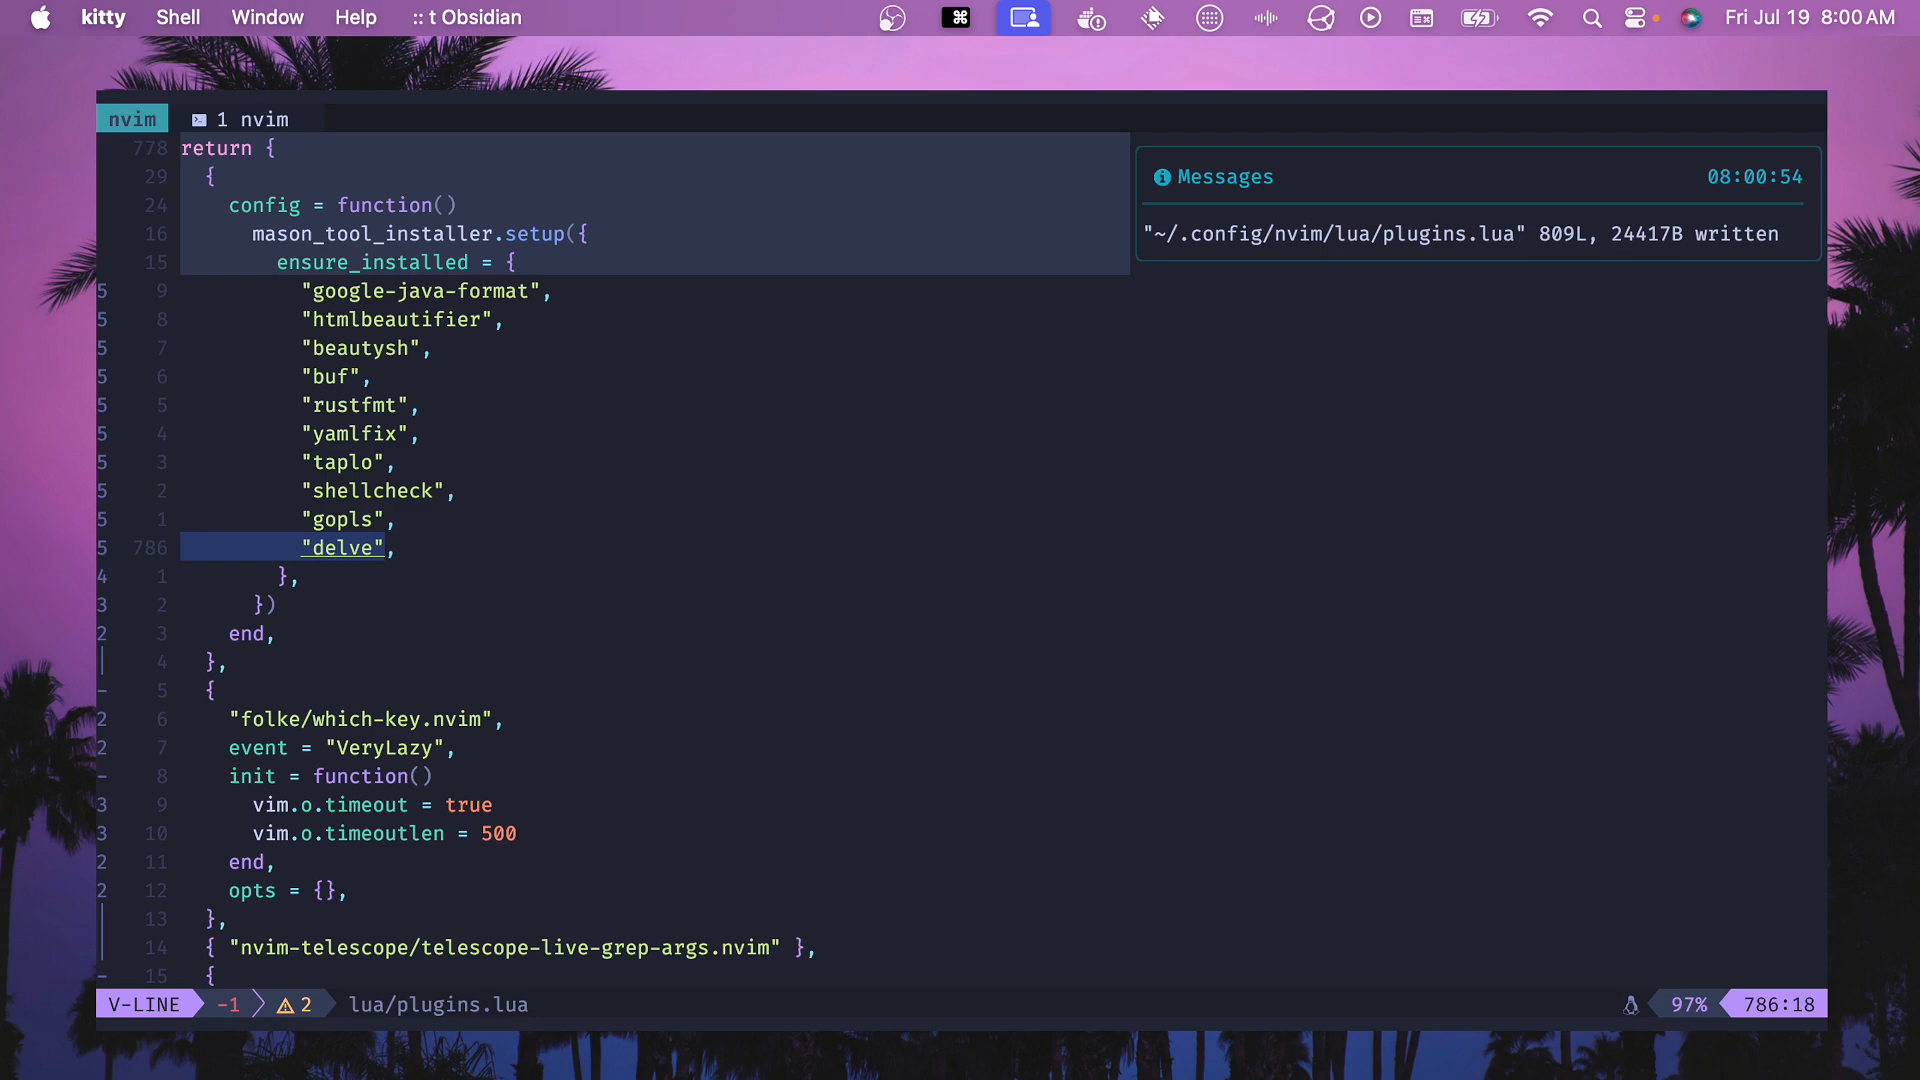 kitty Shell Window Help :: t Obsidian Fri Jul 19 8:00 AM
nvim 1 nvim
778 return {
29 {
24 config = function()
16 mason_tool_installer.setup({
15 ensure_installed = {
5 9 "google-java-format",
5 8 "htmlbeautifier",
5 7 "beautysh",
5 6 "buf",
5 5 "rustfmt",
5 4 "yamlfix",
5 3 "taplo",
5 2 "shellcheck",
5 1 "gopls",
5 786 "delve",
4 1 },
3 2 })
2 3 end,
4 },
- 5 {
2 6 "folke/which-key.nvim",
2 7 event = "VeryLazy",
- 8 init = function()
3 9 vim.o.timeout = true
3 10 vim.o.timeoutlen = 500
2 11 end,
2 12 opts = {},
13 },
14 { "nvim-telescope/telescope-live-grep-args.nvim" },
- 15 {
Messages 08:00:54
"~/.config/nvim/lua/plugins.lua" 809L, 24417B written
V-LINE -1 2 lua/plugins.lua 97% 786:18